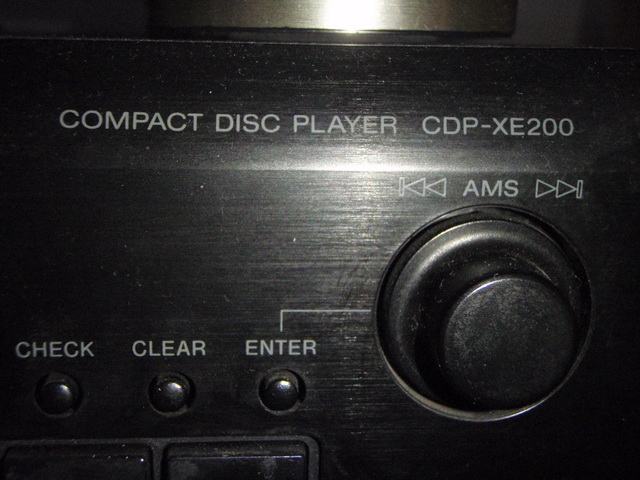 COMPACT DISC PLAYER CDP-XE200
AMS
CHECK CLEAR ENTER